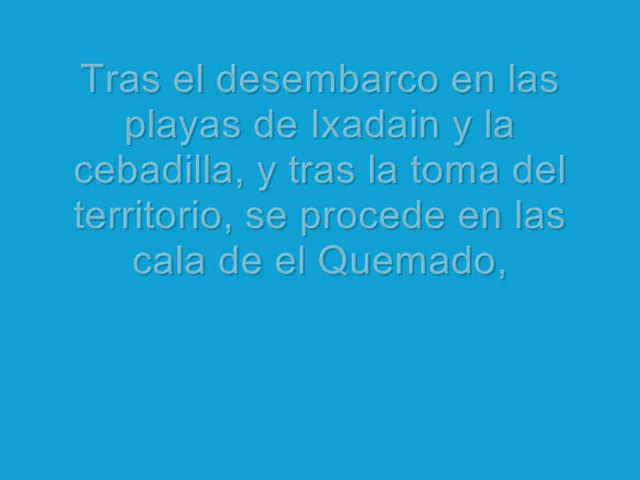 Tras el desembarco en las
playas de Ixadain y la
cebadilla, y tras la toma del
territorio, se procede en las
cala de el Quemado,